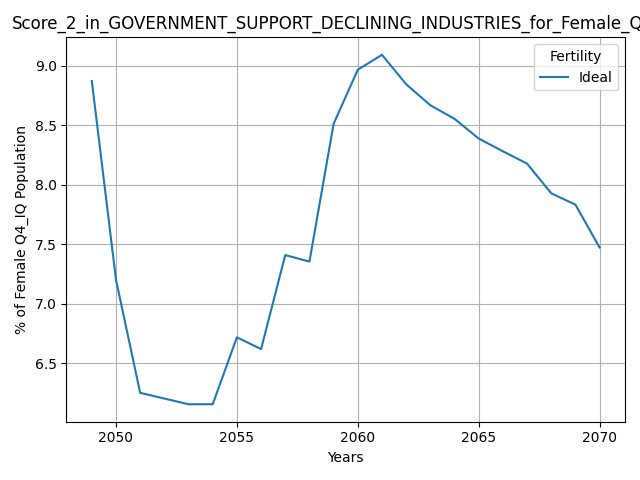 Score_2_in_GOVERNMENT_SUPPORT_DECLINING_INDUSTRIES_for_Female_Q
Fertility
Ideal
% of Female Q4_IQ Population
9.0
8.5
8.0
7.5
7.0
6.5
2050 2055 2060 2065 2070
Years